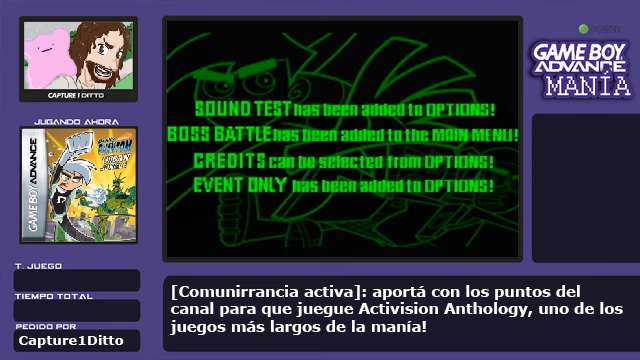 CAPTURE1DITTO
JUGANDO AHORA
GAME BOY ADVANCE
T. JUEGO
TIEMPO TOTAL
PEDIDO POR
Capture1Ditto
SOUND TEST has been added to OPTIONS!
BOSS BATTLE has been added to the MAIN MENU!
CREDITS can be selected from OPTIONS!
EVENT ONLY has been added to OPTIONS!
[Comunirrancia activa]: aportá con los puntos del
canal para que juegue Activision Anthology, uno de los
juegos más largos de la manía!
POWER
GAME BOY
ADVANCE
MANÍA